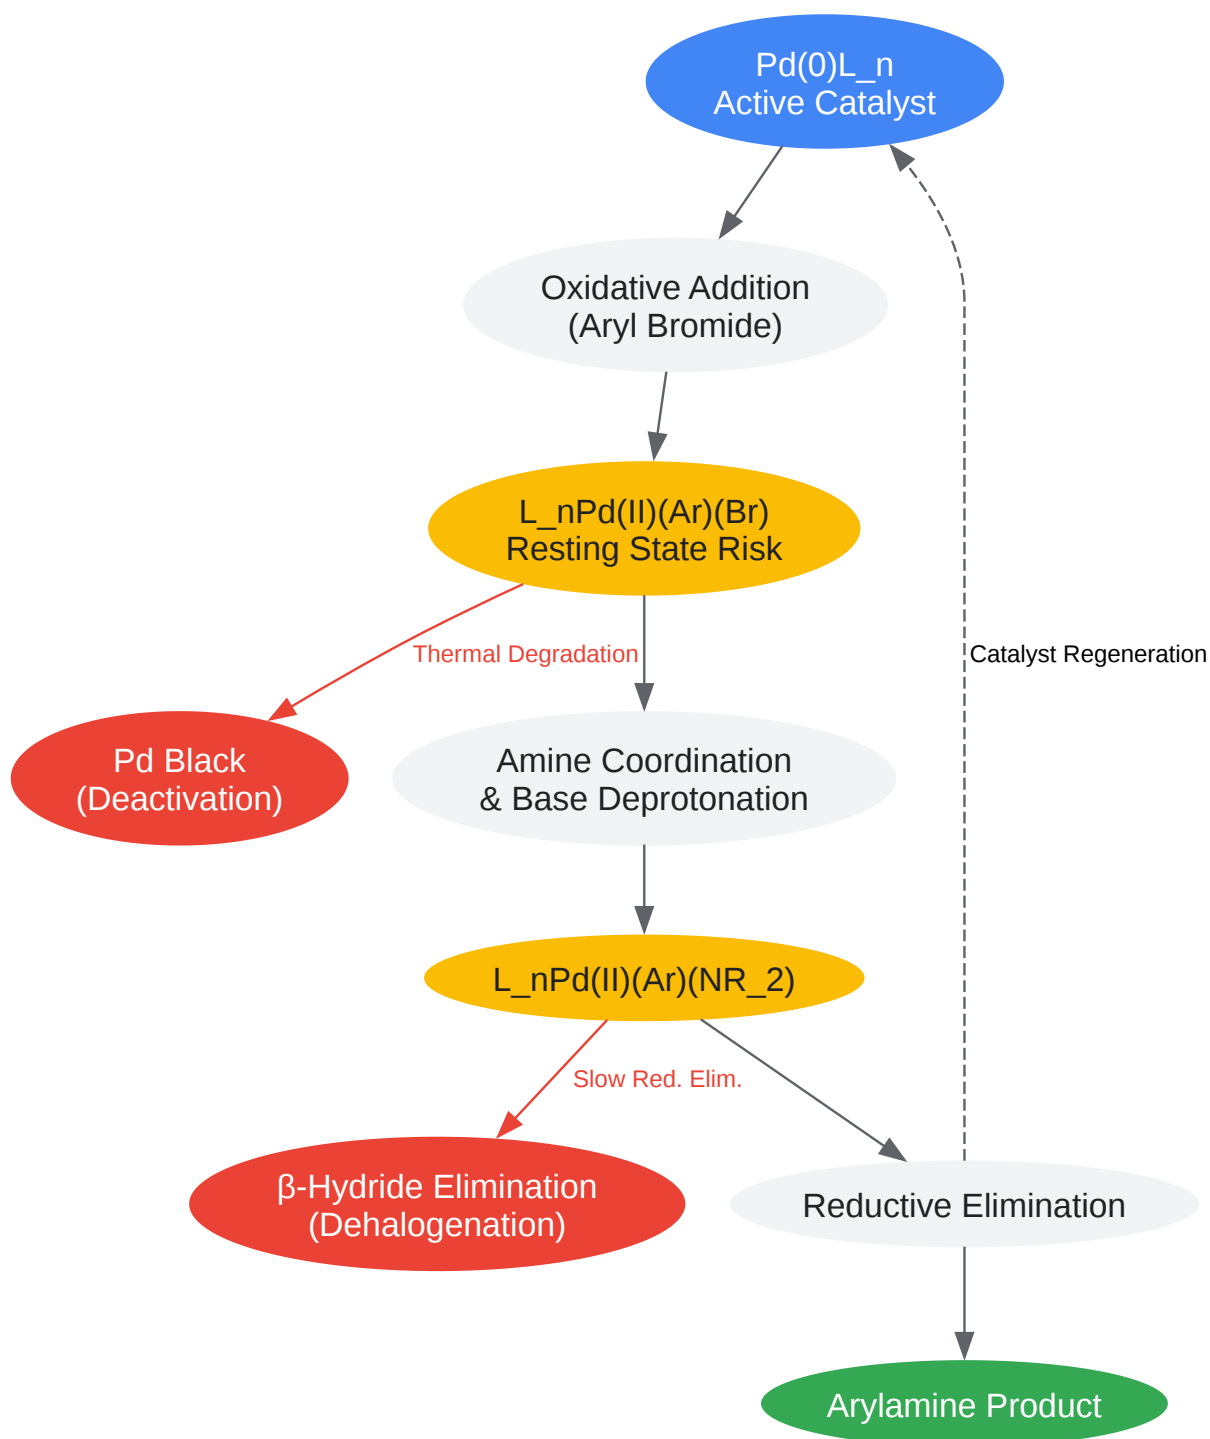 Pd(0)L_n
Active Catalyst
Oxidative Addition
(Aryl Bromide)
L_nPd(II)(Ar)(Br)
Resting State Risk
Thermal Degradation
Catalyst Regeneration
Pd Black
(Deactivation)
Amine Coordination
& Base Deprotonation
L_nPd(II)(Ar)(NR_2)
Slow Red. Elim.
β-Hydride Elimination
(Dehalogenation)
Reductive Elimination
Arylamine Product